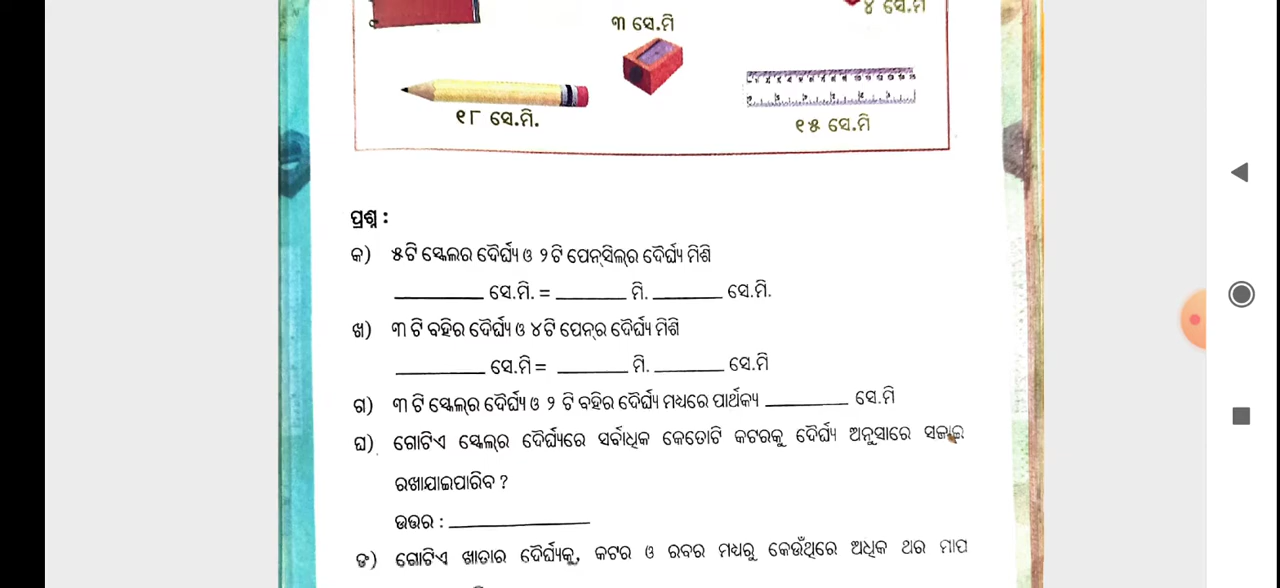 ୩ ସେ.ମି
୪ ସେ.ମି
୧୮ ସେ.ମି.
୧୫ ସେ.ମି
ପ୍ରଶ୍ନ :
କ) ୫ଟି ସ୍କେଲର ଦୈର୍ଘ୍ୟ ଓ ୨ ଟି ପେନ୍‌ସିଲ୍‌ର ଦୈର୍ଘ୍ୟ ମିଶି
________ ସେ.ମି. = ________ ମି. ________ ସେ.ମି.
ଖ) ୩ ଟି ବହିର ଦୈର୍ଘ୍ୟ ଓ ୪ଟି ପେନ୍‌ର ଦୈର୍ଘ୍ୟ ମିଶି
________ ସେ.ମି = ________ ମି. ________ ସେ.ମି
ଗ) ୩ ଟି ସ୍କେଲ୍‌ର ଦୈର୍ଘ୍ୟ ଓ ୨ ଟି ବହିର ଦୈର୍ଘ୍ୟ ମଧ୍ୟରେ ପାର୍ଥକ୍ୟ ________ ସେ.ମି
ଘ) ଗୋଟିଏ ସ୍କେଲ୍‌ର ଦୈର୍ଘ୍ୟରେ ସର୍ବାଧିକ କେତୋଟି କଟରକୁ ଦୈର୍ଘ୍ୟ ଅନୁସାରେ ସଜାଇ
ରଖାଯାଇପାରିବ ?
ଉତ୍ତର : ________
ଙ) ଗୋଟିଏ ଖାତାର ଦୈର୍ଘ୍ୟକୁ, କଟର ଓ ରବର ମଧ୍ୟରୁ କେଉଁଥିରେ ଅଧିକ ଥର ମାପ